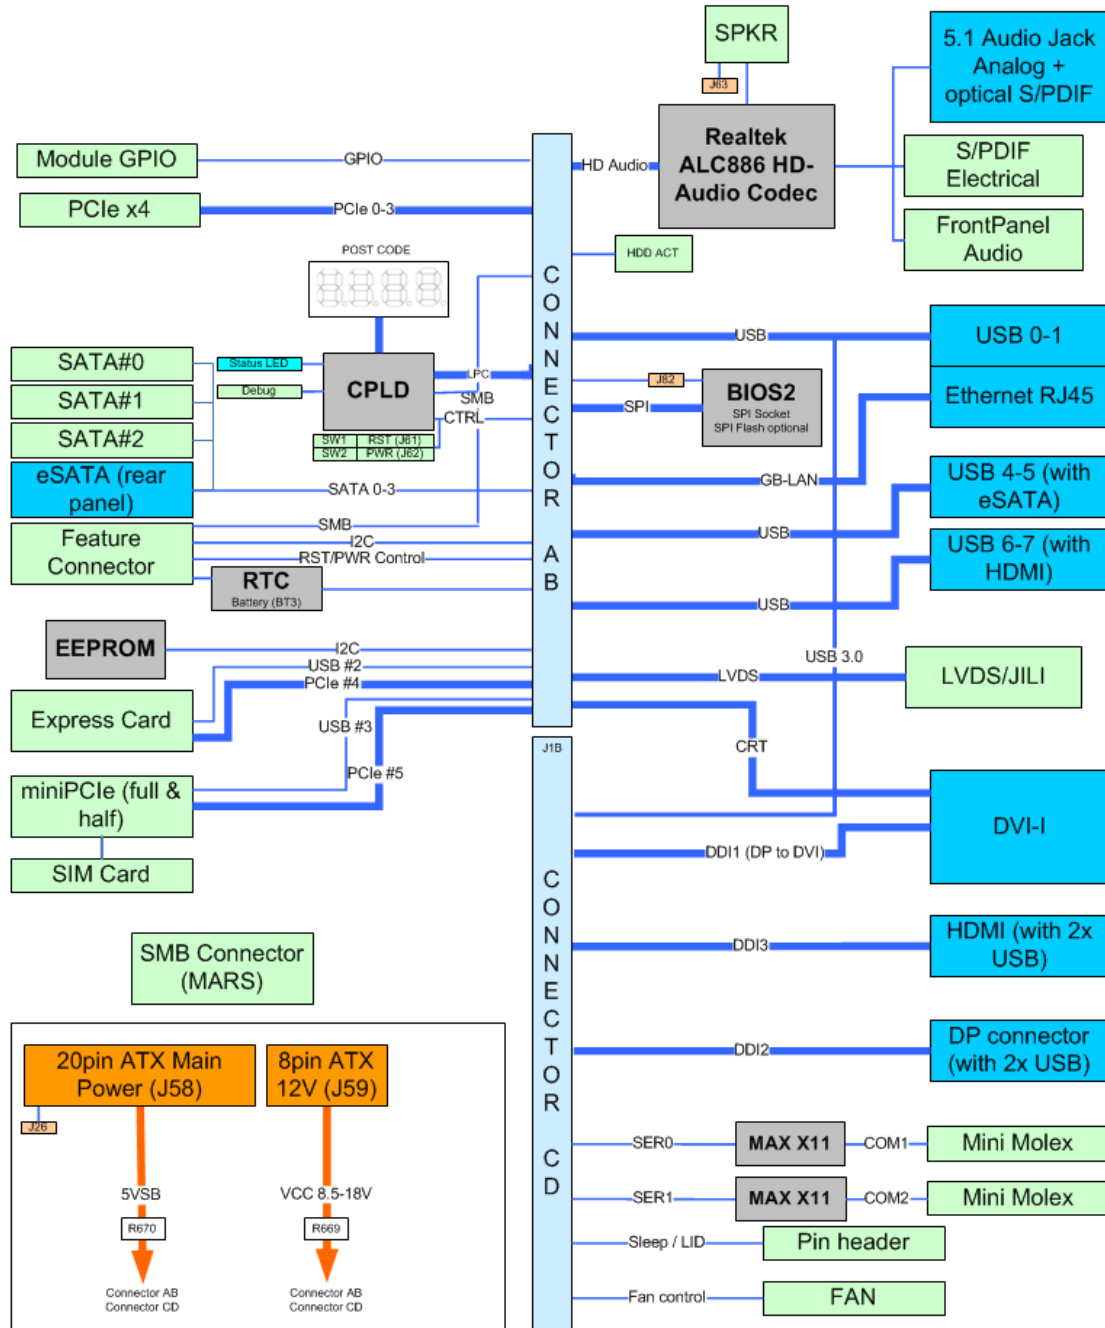 SPKR
J63
5.1 Audio Jack
Analog +
optical S/PDIF
Realtek
ALC886 HD-
Audio Codec
HD Audio
S/PDIF
Electrical
FrontPanel
Audio
Module GPIO
GPIO
PCIe x4
PCIe 0-3
HDD ACT
POST CODE
CONNECTOR AB
USB
USB 0-1
SATA#0
SATA#1
SATA#2
eSATA (rear
panel)
Status LED
Debug
CPLD
LPC
SMB
CTRL
SW1
RST (J61)
SW2
PWR (J62)
J82
SPI
BIOS2
SPI Socket
SPI Flash optional
Ethernet RJ45
GB-LAN
SATA 0-3
USB 4-5 (with
eSATA)
USB
USB 6-7 (with
HDMI)
USB
Feature
Connector
SMB
I2C
RST/PWR Control
RTC
Battery (BT3)
EEPROM
I2C
USB #2
PCIe #4
Express Card
USB #3
PCIe #5
USB 3.0
LVDS
LVDS/JILI
CRT
miniPCIe (full &
half)
SIM Card
J1B
CONNECTOR CD
DVI-I
DDI1 (DP to DVI)
DDI3
HDMI (with 2x
USB)
DDI2
DP connector
(with 2x USB)
SMB Connector
(MARS)
20pin ATX Main
Power (J58)
8pin ATX
12V (J59)
J26
5VSB
VCC 8.5-18V
R670
R669
Connector AB
Connector CD
Connector AB
Connector CD
SER0
MAX X11
COM1
Mini Molex
SER1
MAX X11
COM2
Mini Molex
Sleep / LID
Pin header
Fan control
FAN